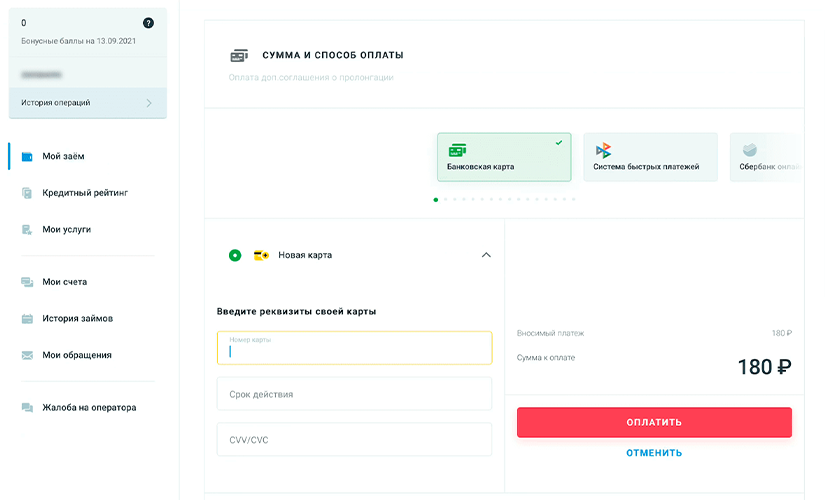 0
?
Бонусные баллы на 13.09.2021
История операций
Мой заём
Кредитный рейтинг
Мои услуги
Мои счета
История займов
Мои обращения
Жалоба на оператора
СУММА И СПОСОБ ОПЛАТЫ
Оплата доп соглашения о пролонгации
Банковская карта
Система быстрых платежей
Сбербанк онлай
Новая карта
Введите реквизиты своей карты
Номер карты
Срок действия
CVV/CVC
Вносимый платеж 180 ₽
Сумма к оплате 180 ₽
ОПЛАТИТЬ
ОТМЕНИТЬ